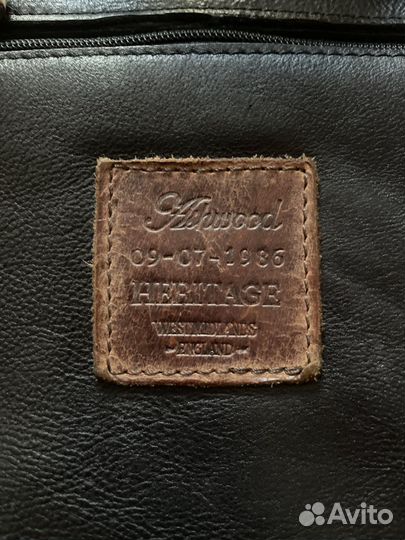 Ashwood
09-07-1986
HERITAGE
WEST MIDLANDS
-ENGLAND-
Avito